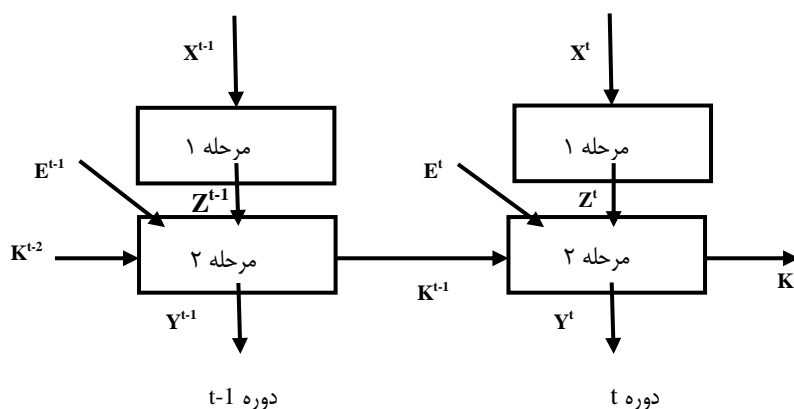 X^t-1 X^t
مرحله ۱ مرحله ۱
E^t-1 E^t
Z^t-1 Z^t
K^t-2 مرحله ۲ مرحله ۲
K^t-1 K
Y^t-1 Y^t
دوره t-1 دوره t